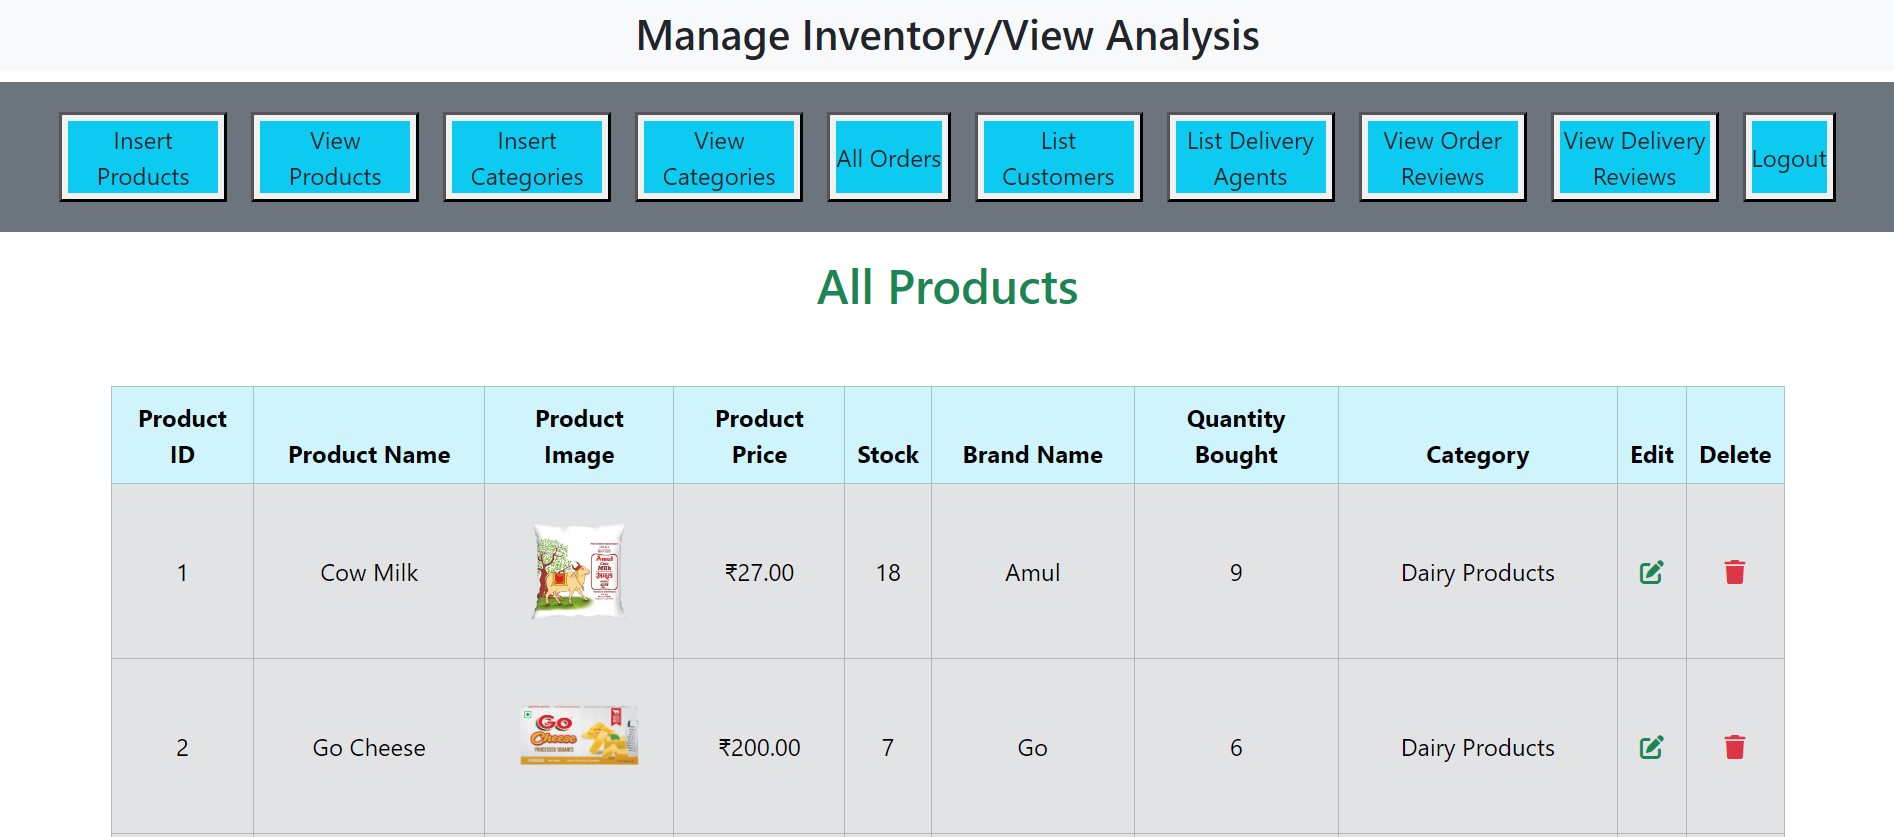 Manage Inventory/View Analysis
Insert
Products
View
Products
Insert
Categories
View
Categories
All Orders
List
Customers
List Delivery
Agents
View Order
Reviews
View Delivery
Reviews
Logout
All Products
Product
ID
Product Name
Product
Image
Product
Price
Stock
Brand Name
Quantity
Bought
Category
Edit
Delete
1
Cow Milk
Amul
Cow
Milk
₹27.00
18
Amul
9
Dairy Products
2
Go Cheese
GO
Cheese
₹200.00
7
Go
6
Dairy Products